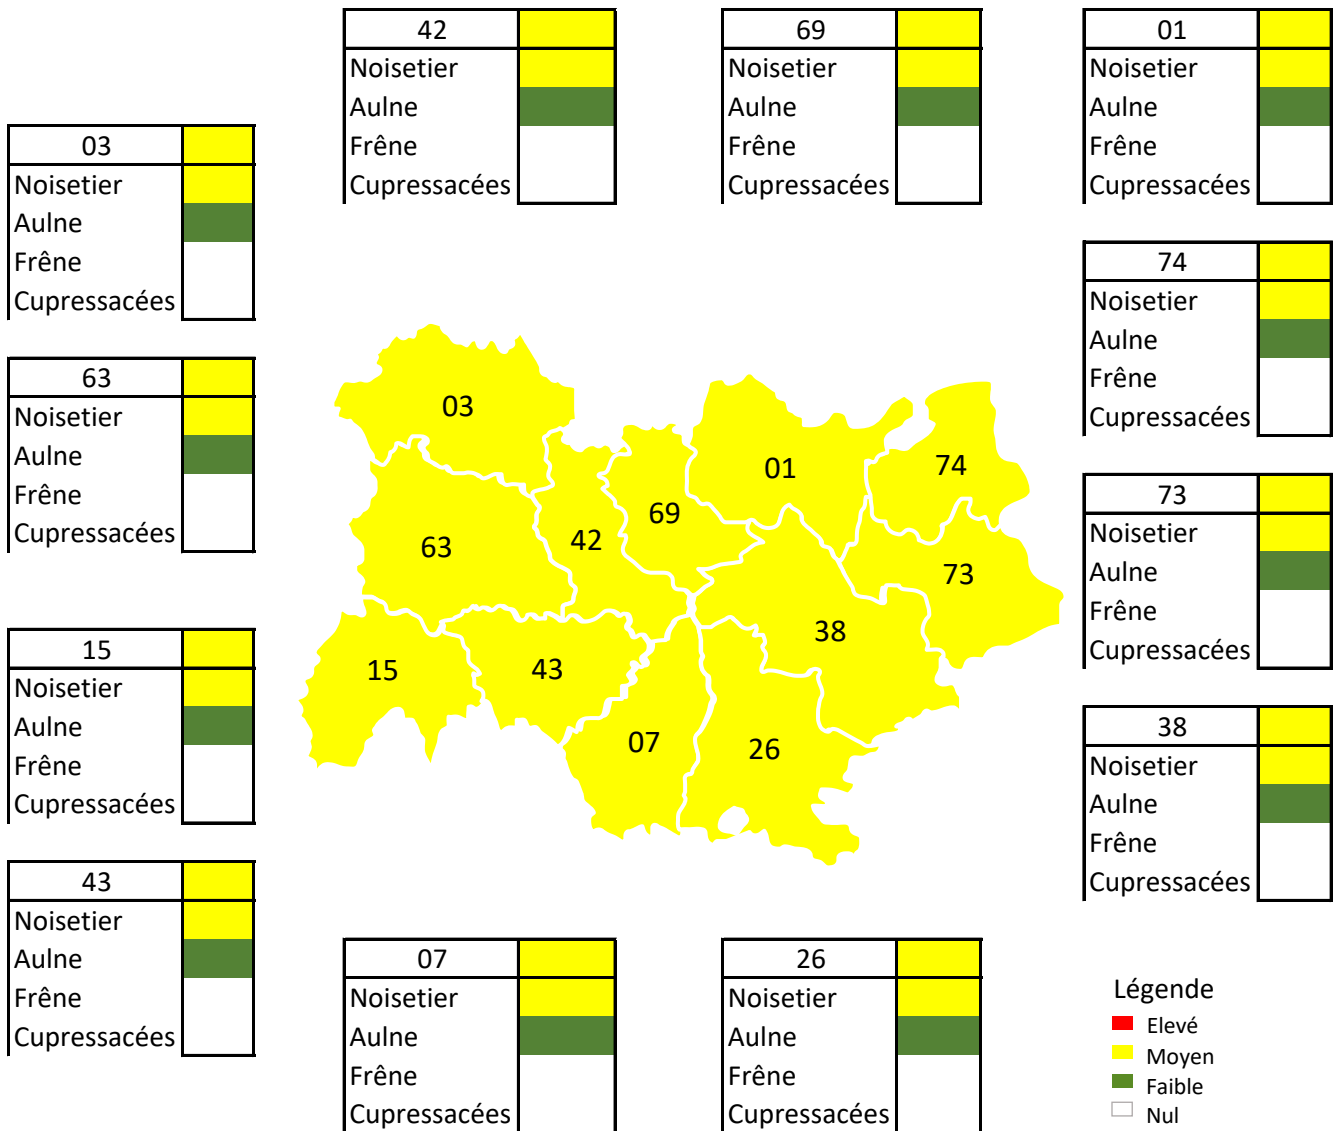 42
Noisetier
Aulne
Frêne
Cupressacées
69
Noisetier
Aulne
Frêne
Cupressacées
01
Noisetier
Aulne
Frêne
Cupressacées
03
Noisetier
Aulne
Frêne
Cupressacées
74
Noisetier
Aulne
Frêne
Cupressacées
63
Noisetier
Aulne
Frêne
Cupressacées
73
Noisetier
Aulne
Frêne
Cupressacées
03
01
74
69
42
63
73
38
15
43
07
26
15
Noisetier
Aulne
Frêne
Cupressacées
38
Noisetier
Aulne
Frêne
Cupressacées
43
Noisetier
Aulne
Frêne
Cupressacées
07
Noisetier
Aulne
Frêne
Cupressacées
26
Noisetier
Aulne
Frêne
Cupressacées
Légende
Elevé
Moyen
Faible
Nul